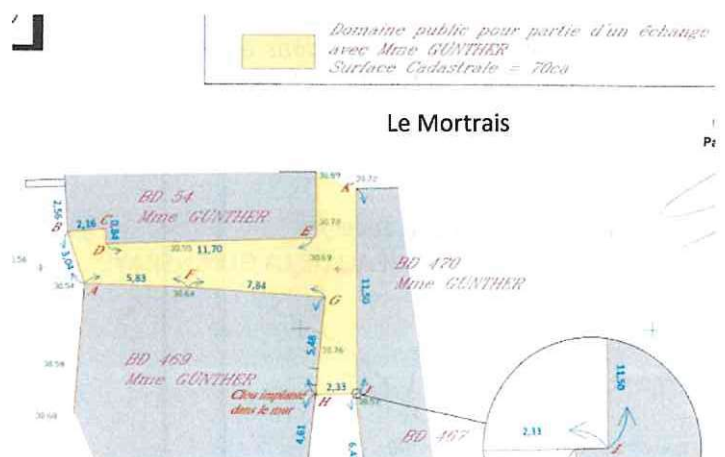 Domaine public pour partie d'un échange
avec Mme GUNTHER
Surface Cadastrale = 70ca
Le Mortrais
BD 54
Mme GUNTHER
K
2,56
B
2,16
C
0,84
D
11,70
E
30.78
30.69
3,04
A
5,83
F
30.64
7,84
G
11,50
BD 470
Mme GUNTHER
5,48
30.76
BD 469
Mme GUNTHER
Clou implanté
dans le mur
2,33
H
4,61
BD 467
11,50
2,33